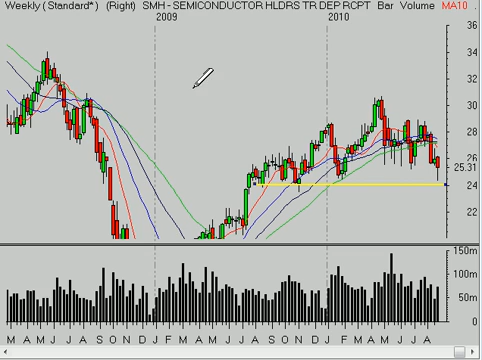 Weekly (Standard*) (Right) SMH - SEMICONDUCTOR HLDRS TR DEP RCPT Bar Volume MA10 .
2009 2010
36
34
32
30
28
26
25.31
24
22
150m
100m
50m
0
M A M J J A S O N D J F M A M J J A S O N D J F M A M J J A